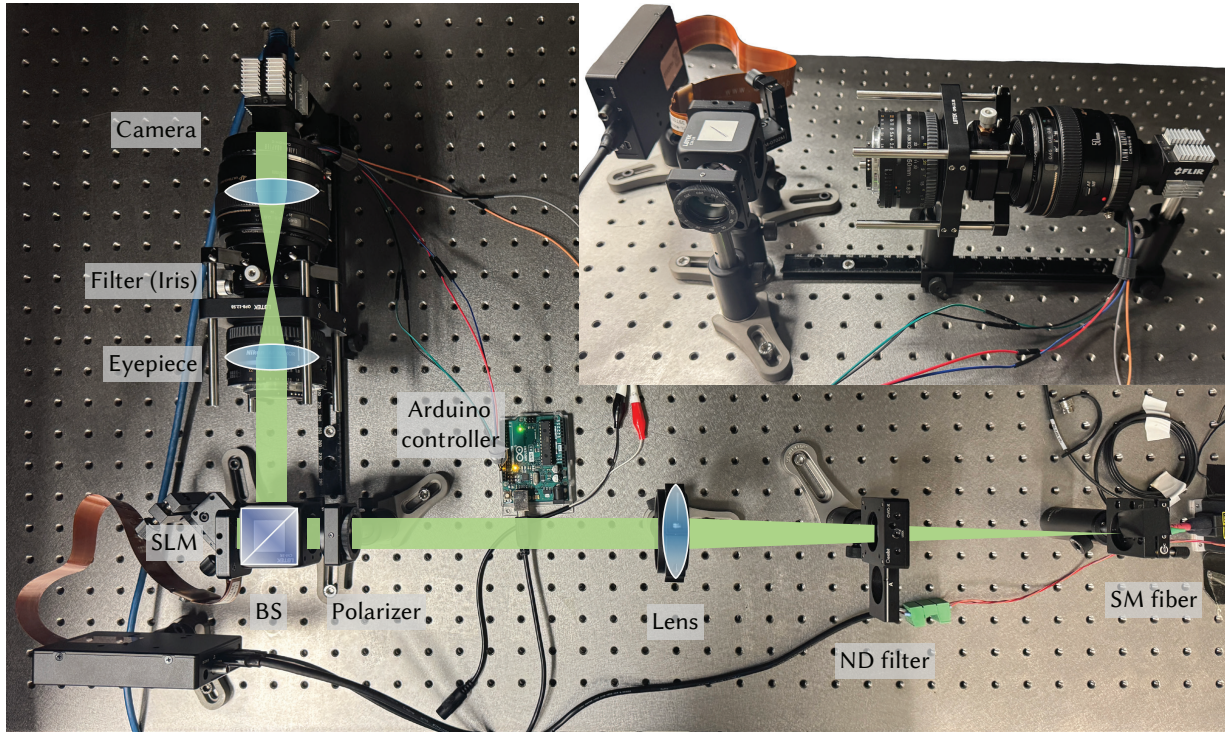 Camera
Filter (Iris)
Eyepiece
Arduino
controller
SLM
BS
Polarizer
Lens
ND filter
SM fiber
FLIR